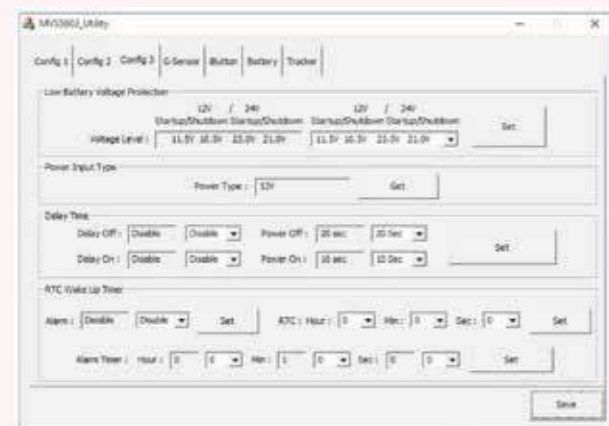 MVS5603_Utility
Config 1 Config 2 Config 3 G-Sensor iButton Battery Tracker
Low Battery Voltage Protection
12V / 24V 12V / 24V
Startup/Shutdown Startup/Shutdown Startup/Shutdown Startup/Shutdown
Voltage Level : 11.5V 10.5V 23.0V 21.0V 11.5V 10.5V 23.0V 21.0V Set
Power Input Type
Power Type : 12V Get
Delay Time
Delay Off : Disable Disable Power Off : 20 sec 20 Sec Set
Delay On : Disable Disable Power On : 10 sec 10 Sec
RTC Wake Up Timer
Alarm : Disable Disable Set RTC : Hour : 0 Min : 0 Sec : 0 Set
Alarm Timer : Hour : 0 0 Min : 1 0 Sec : 0 0 Set
Save